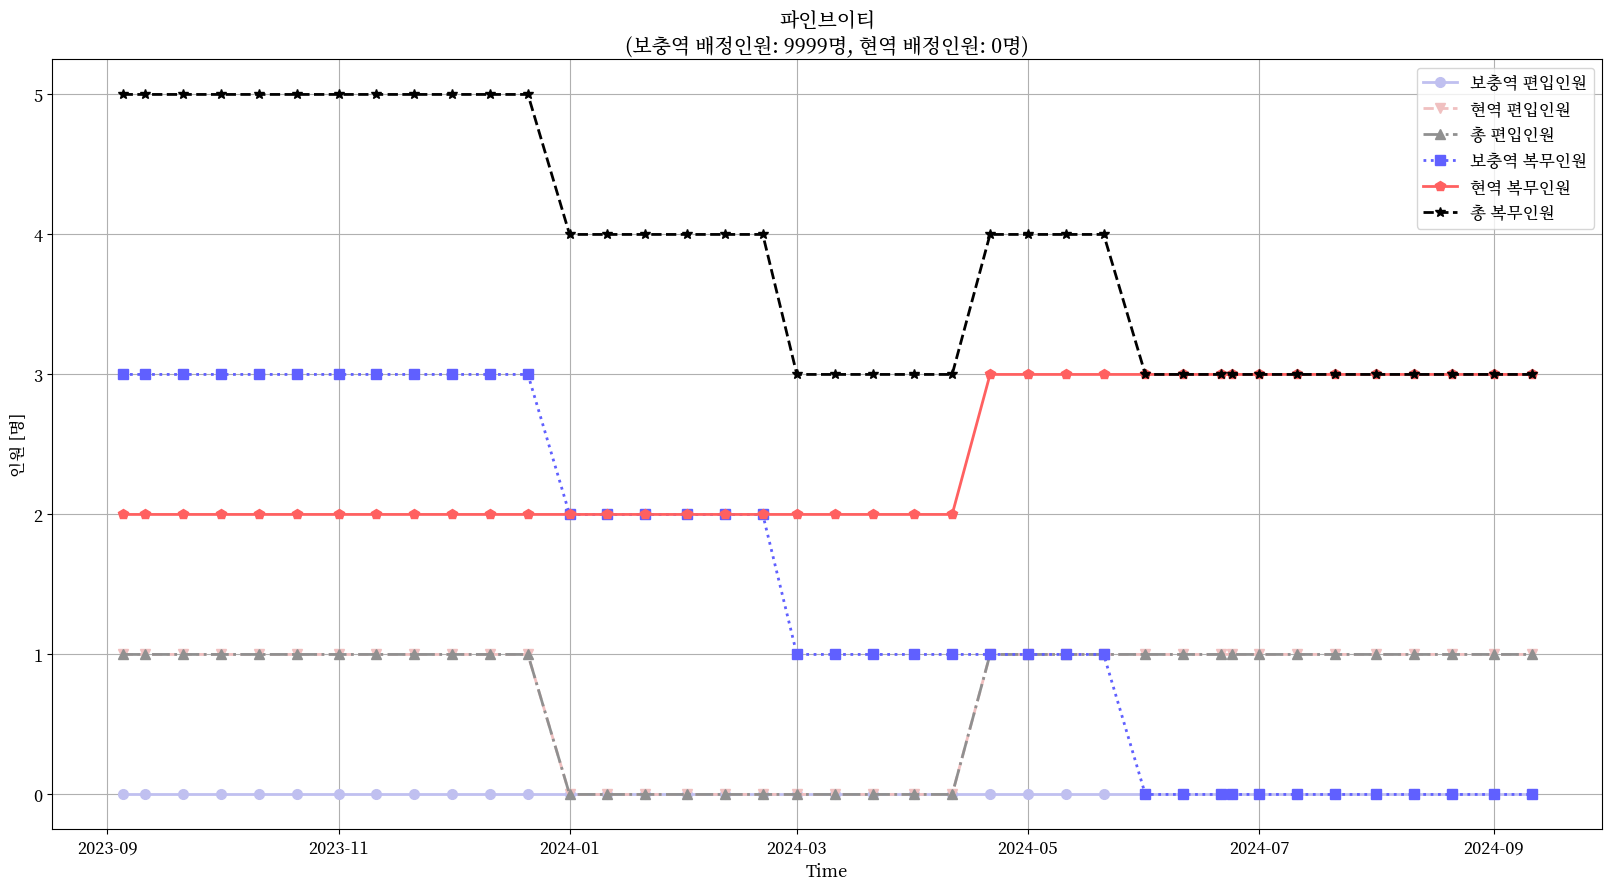 파인브이티
(보충역 배정인원: 9999명, 현역 배정인원: 0명)
보충역 편입인원
현역 편입인원
총 편입인원
보충역 복무인원
현역 복무인원
총 복무인원
인원 [명]
5
4
3
2
1
0
2023-09
2023-11
2024-01
2024-03
2024-05
2024-07
2024-09
Time